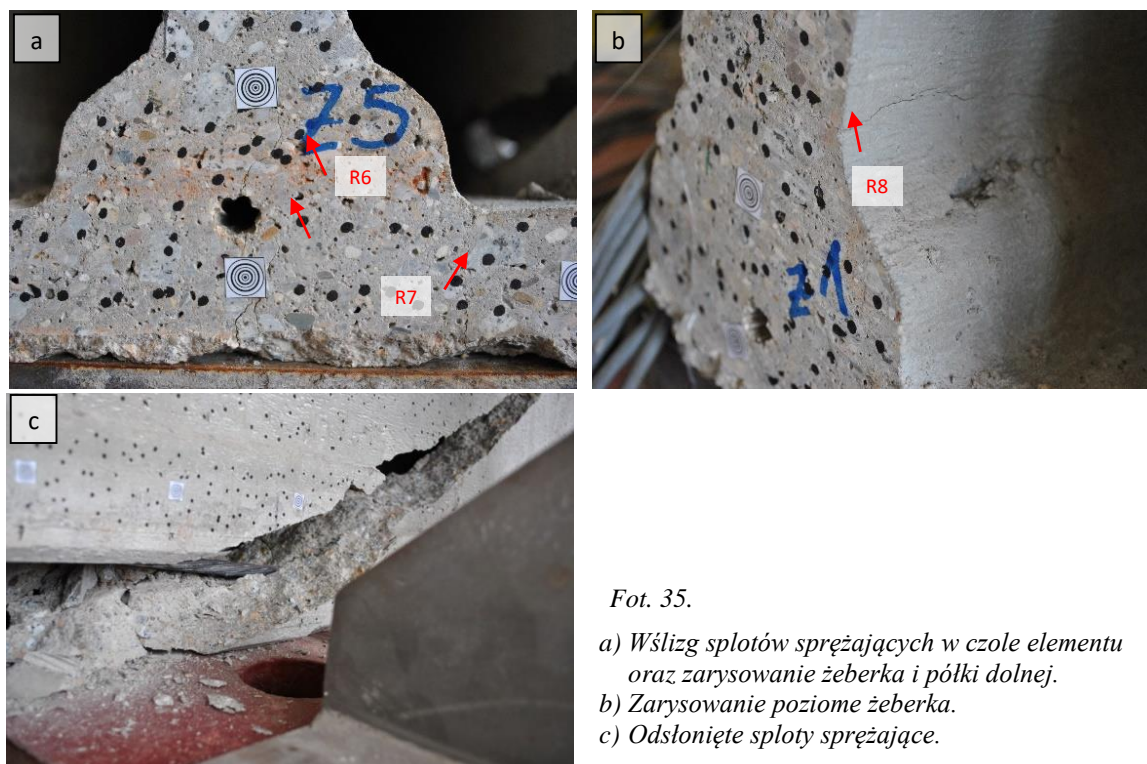 a
Z5
R6
R7
b
R8
z1
c
Fot. 35.
a) Wślizg splotów sprężających w czole elementu
oraz zarysowanie żeberka i półki dolnej.
b) Zarysowanie poziome żeberka.
c) Odsłonięte sploty sprężające.